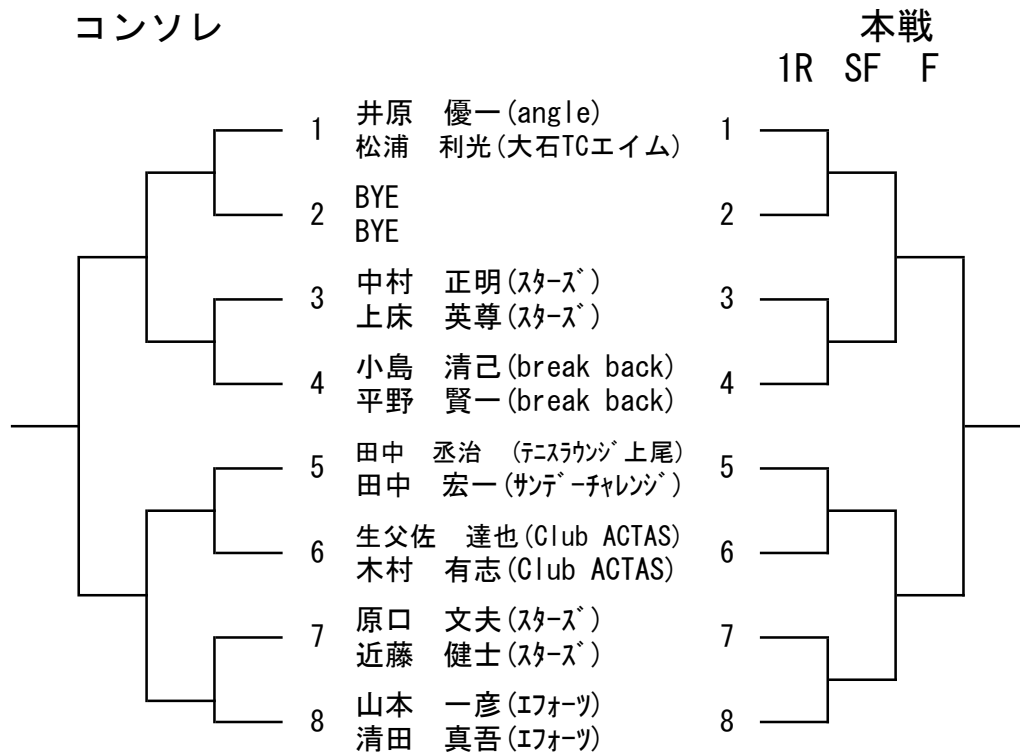 コンソレ
本戦
1R SF F
1 井原 優一(angle) 1
松浦 利光(大石TCエイム)
2 BYE 2
BYE
3 中村 正明(ｽﾀｰｽﾞ) 3
上床 英尊(ｽﾀｰｽﾞ)
4 小島 清己(break back) 4
平野 賢一(break back)
5 田中 丞治 (ﾃﾆｽﾗｳﾝｼﾞ上尾) 5
田中 宏一(ｻﾝﾃﾞｰﾁｬﾚﾝｼﾞ)
6 生父佐 達也(Club ACTAS) 6
木村 有志(Club ACTAS)
7 原口 文夫(ｽﾀｰｽﾞ) 7
近藤 健士(ｽﾀｰｽﾞ)
8 山本 一彦(ｴﾌｫｰﾂ) 8
清田 真吾(ｴﾌｫｰﾂ)